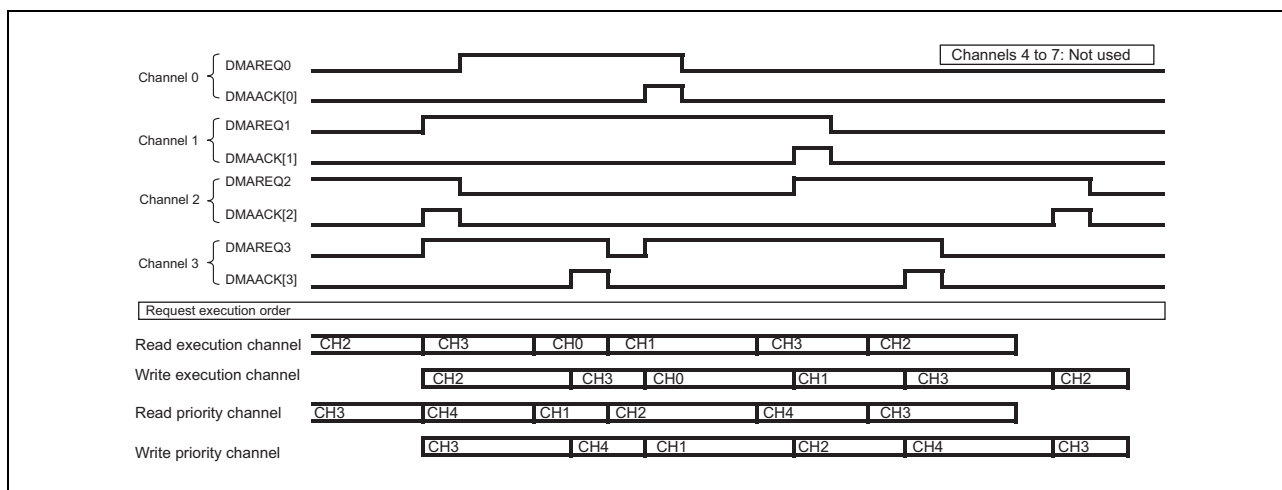 Channels 4 to 7: Not used
Channel 0
DMAREQ0
DMAACK[0]
Channel 1
DMAREQ1
DMAACK[1]
Channel 2
DMAREQ2
DMAACK[2]
Channel 3
DMAREQ3
DMAACK[3]
Request execution order
Read execution channel CH2 CH3 CH0 CH1 CH3 CH2
Write execution channel CH2 CH3 CH0 CH1 CH3 CH2
Read priority channel CH3 CH4 CH1 CH2 CH4 CH3
Write priority channel CH3 CH4 CH1 CH2 CH4 CH3